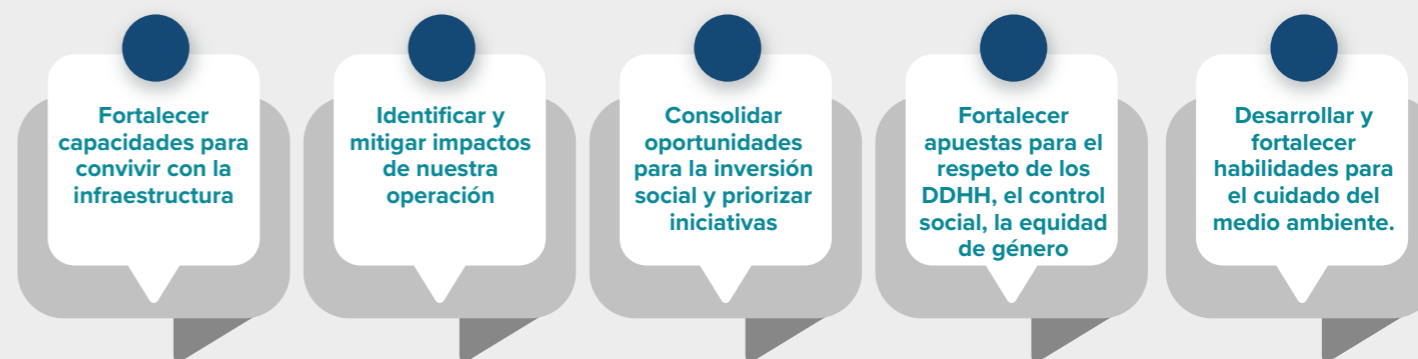 Fortalecer
capacidades para
convivir con la
infraestructura
Identificar y
mitigar impactos
de nuestra
operación
Consolidar
oportunidades
para la inversión
social y priorizar
iniciativas
Fortalecer
apuestas para el
respeto de los
DDHH, el control
social, la equidad
de género
Desarrollar y
fortalecer
habilidades para
el cuidado del
medio ambiente.